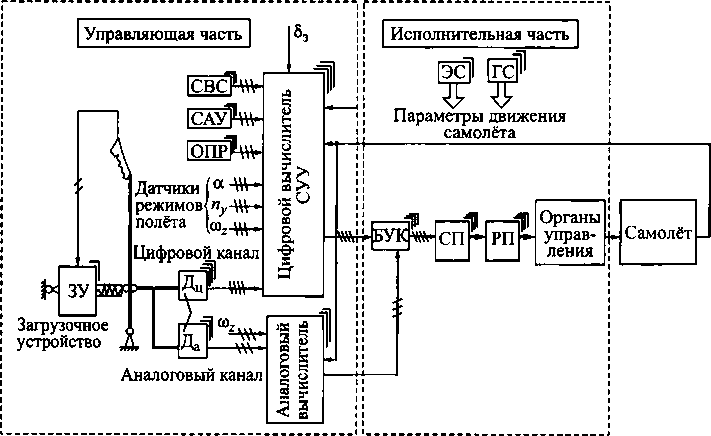 Управляющая часть
δэ
Исполнительная часть
СВС
САУ
ОПР
Датчики
режимов
полёта
α
ny
ωz
Цифровой вычислитель
СУУ
ЭС
ГС
Параметры движения
самолёта
Цифровой канал
БУК
СП
РП
Органы
управ-
ления
Самолёт
ЗУ
Загрузочное
устройство
Дц
Да
ωz
Аналоговый канал
Аналоговый
вычислитель